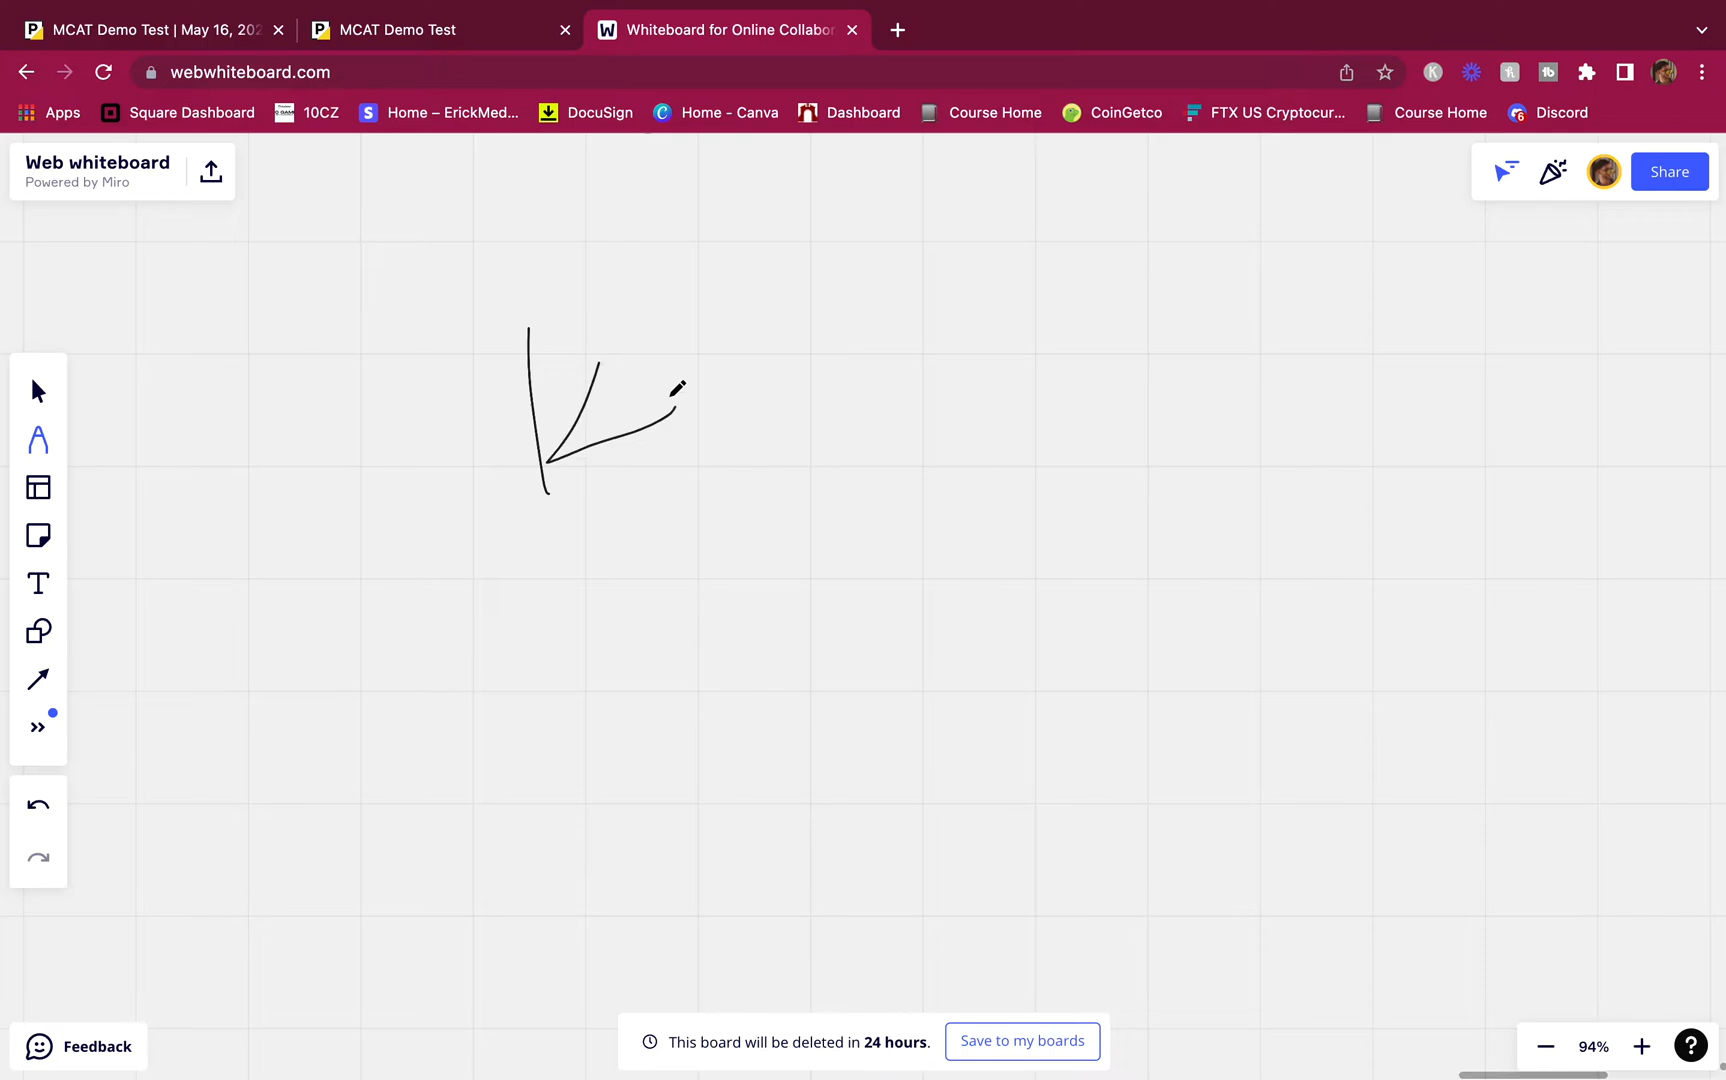 MCAT Demo Test | May 16, 202
MCAT Demo Test
Whiteboard for Online Collabor
webwhiteboard.com
Apps
Square Dashboard
10CZ
Home – ErickMed...
DocuSign
Home - Canva
Dashboard
Course Home
CoinGetco
FTX US Cryptocur...
Course Home
Discord
Web whiteboard
Powered by Miro
Share
Feedback
This board will be deleted in 24 hours.
Save to my boards
94%